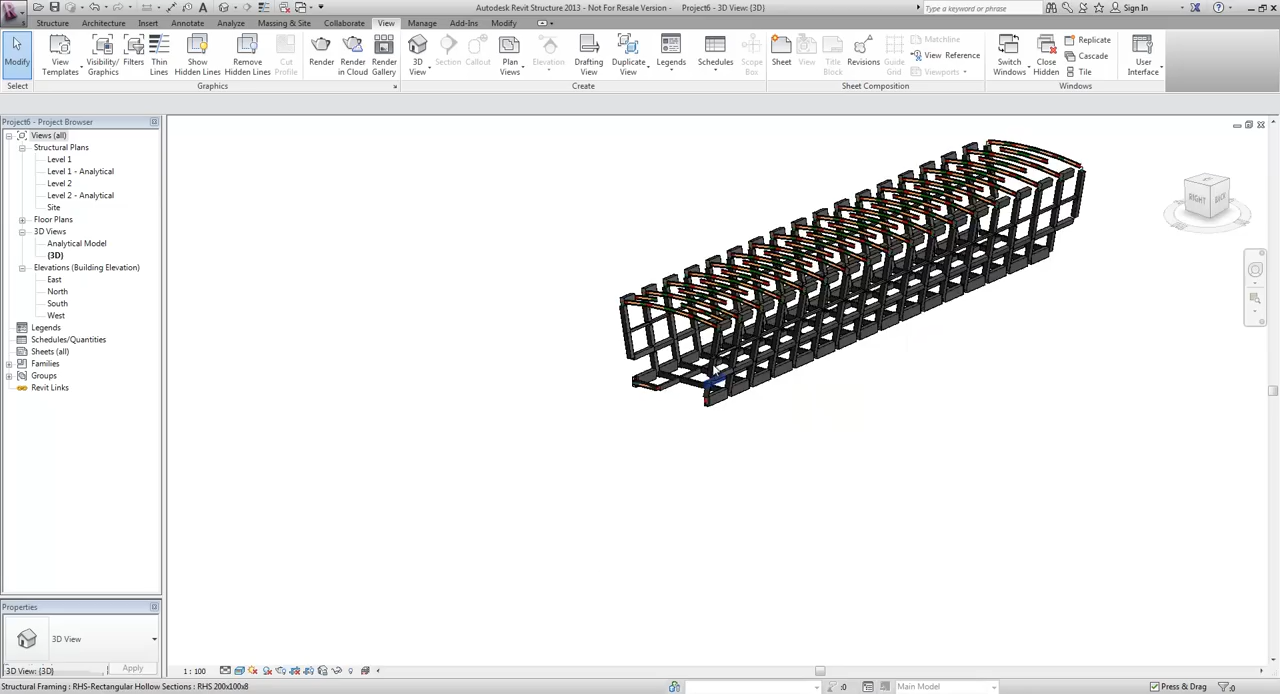 Autodesk Revit Structure 2013 - Not For Resale Version - Project6 - 3D View: {3D}
Type a keyword or phrase
Sign In
Structure Architecture Insert Annotate Analyze Massing & Site Collaborate View Manage Add-Ins Modify
Modify
View Templates
Visibility/ Graphics
Filters
Thin Lines
Show Hidden Lines
Remove Hidden Lines
Cut Profile
Render
Render in Cloud
Render Gallery
3D View
Section
Callout
Plan Views
Elevation
Drafting View
Duplicate View
Legends
Schedules
Scope Box
Sheet
View
Title Block
Revisions
Guide Grid
Matchline
View Reference
Viewports
Switch Windows
Close Hidden
Replicate
Cascade
Tile
User Interface
Select Graphics Create Sheet Composition Windows
Project6 - Project Browser
Views (all)
Structural Plans
Level 1
Level 1 - Analytical
Level 2
Level 2 - Analytical
Site
Floor Plans
3D Views
Analytical Model
{3D}
Elevations (Building Elevation)
East
North
South
West
Legends
Schedules/Quantities
Sheets (all)
Families
Groups
Revit Links
RIGHT BACK
Properties
3D View
3D View: {3D}
Apply
1 : 100
Structural Framing : RHS-Rectangular Hollow Sections : RHS 200x100x8
:0
Main Model
Press & Drag
:0